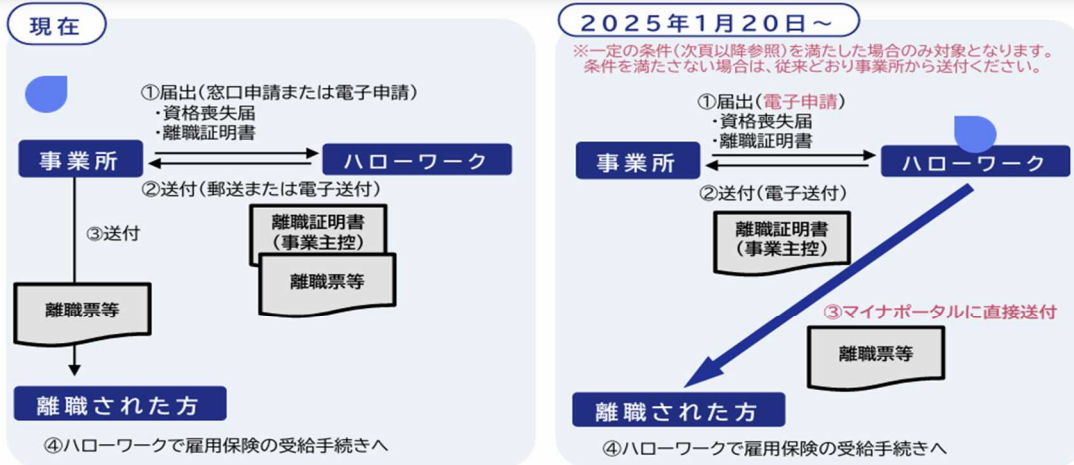 現在
①届出(窓口申請または電子申請)
・資格喪失届
・離職証明書
事業所
ハローワーク
②送付(郵送または電子送付)
離職証明書
(事業主控)
離職票等
③送付
離職票等
離職された方
④ハローワークで雇用保険の受給手続きへ
2025年1月20日~
※一定の条件(次頁以降参照)を満たした場合のみ対象となります。
条件を満たさない場合は、従来どおり事業所から送付ください。
①届出(電子申請)
・資格喪失届
・離職証明書
事業所
ハローワーク
②送付(電子送付)
離職証明書
(事業主控)
③マイナポータルに直接送付
離職票等
離職された方
④ハローワークで雇用保険の受給手続きへ